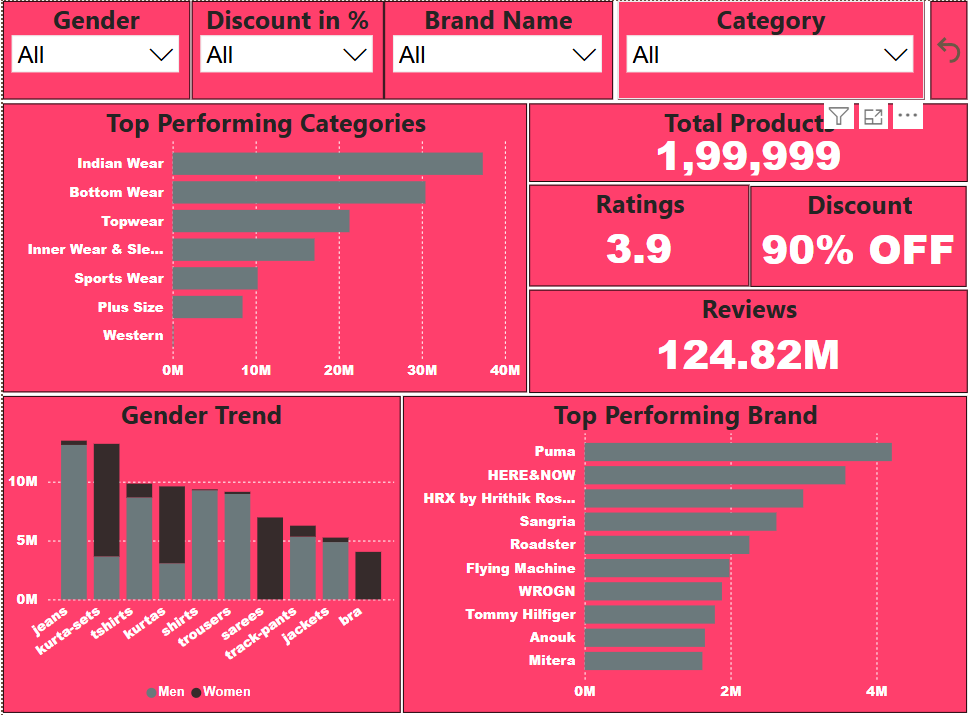 Gender
All
Discount in %
All
Brand Name
All
Category
All
Top Performing Categories
Indian Wear
Bottom Wear
Topwear
Inner Wear & Sle...
Sports Wear
Plus Size
Western
0M 10M 20M 30M 40M
Total Products
1,99,999
Ratings
3.9
Discount
90% OFF
Reviews
124.82M
Gender Trend
10M
5M
0M
jeans
kurta-sets
tshirts
kurtas
shirts
trousers
sarees
track-pants
jackets
bra
Men Women
Top Performing Brand
Puma
HERE&NOW
HRX by Hrithik Ros...
Sangria
Roadster
Flying Machine
WROGN
Tommy Hilfiger
Anouk
Mitera
0M 2M 4M